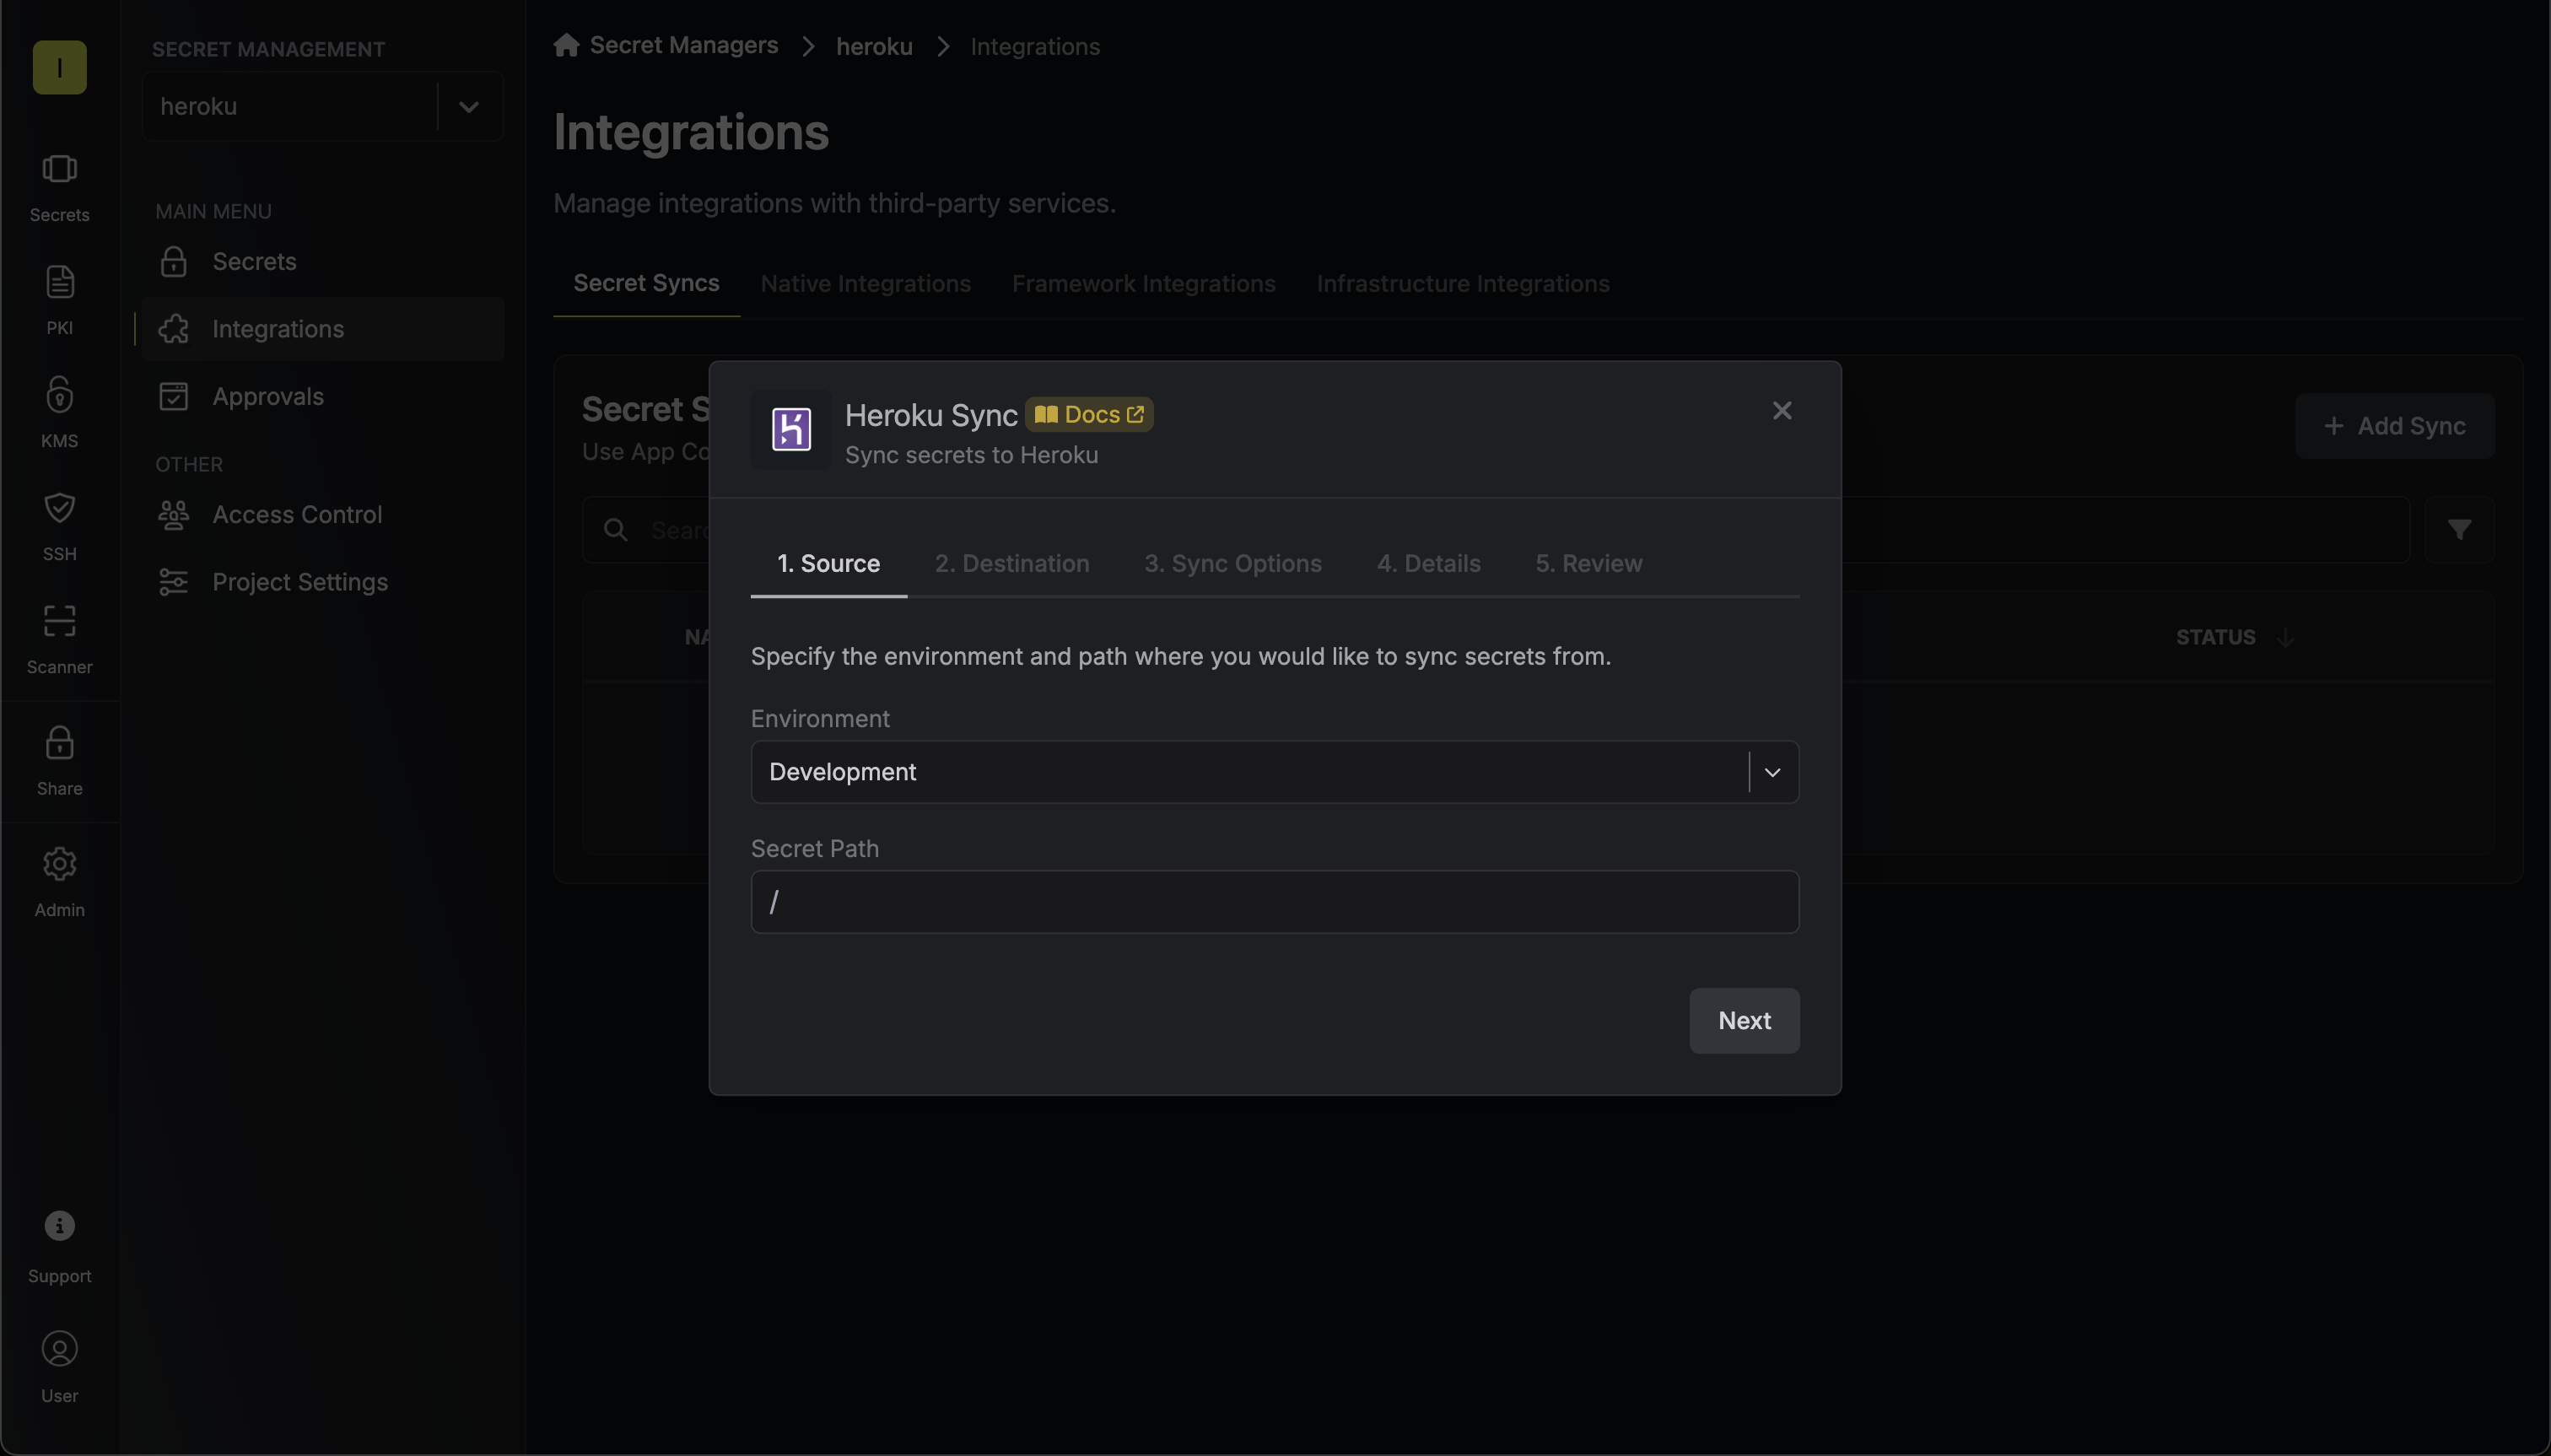 I
Secrets
PKI
KMS
SSH
Scanner
Share
Admin
Support
User
SECRET MANAGEMENT
heroku
MAIN MENU
Secrets
Integrations
Approvals
OTHER
Access Control
Project Settings
Secret Managers heroku Integrations
Integrations
Manage integrations with third-party services.
Secret Syncs Native Integrations Framework Integrations Infrastructure Integrations
Secret S
Use App Co
Add Sync
Sear
NA
STATUS
Heroku Sync Docs
Sync secrets to Heroku
1. Source 2. Destination 3. Sync Options 4. Details 5. Review
Specify the environment and path where you would like to sync secrets from.
Environment
Development
Secret Path
/
Next